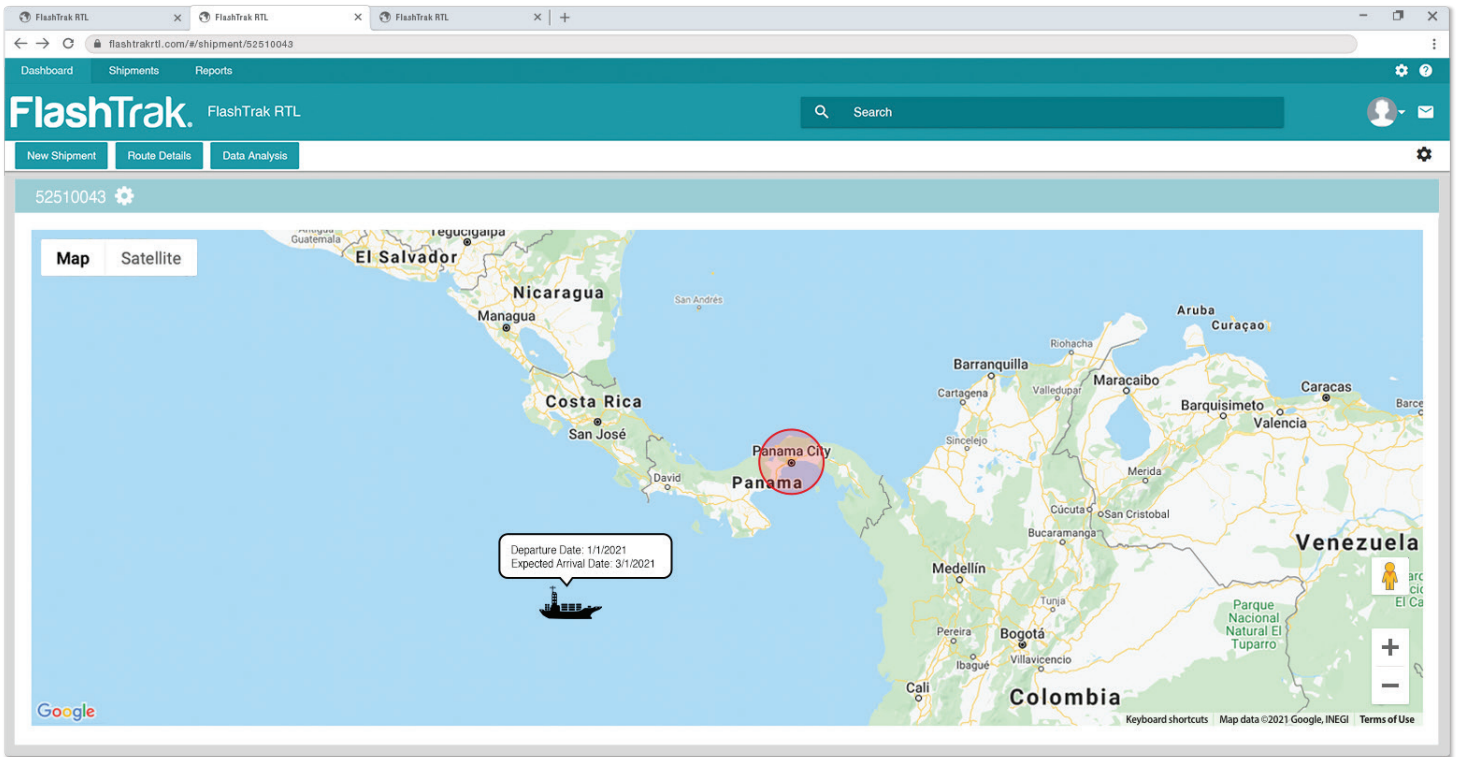 FlashTrak RTL
FlashTrak RTL
FlashTrak RTL
flashtrakrtl.com/#/shipment/52510043
Dashboard Shipments Reports
FlashTrak. FlashTrak RTL
Search
New Shipment Route Details Data Analysis
52510043
Map Satellite
Guatemala
Tegucigalpa
El Salvador
Nicaragua
Managua
San Andrés
Aruba
Curaçao
Riohacha
Barranquilla
Maracaibo
Cartagena
Valledupar
Caracas
Costa Rica
Barquisimeto
Barce
Valencia
San José
Sincelejo
Panama City
Merida
David
Panama
Cúcuta
San Cristobal
Bucaramanga
Venezuela
Departure Date: 1/1/2021
Expected Arrival Date: 3/1/2021
Medellín
El Ca
Tunja
Parque
Nacional
Natural El
Tuparro
Pereira
Bogotá
Ibagué
Villavicencio
Cali
Colombia
Google
Keyboard shortcuts Map data ©2021 Google, INEGI Terms of Use